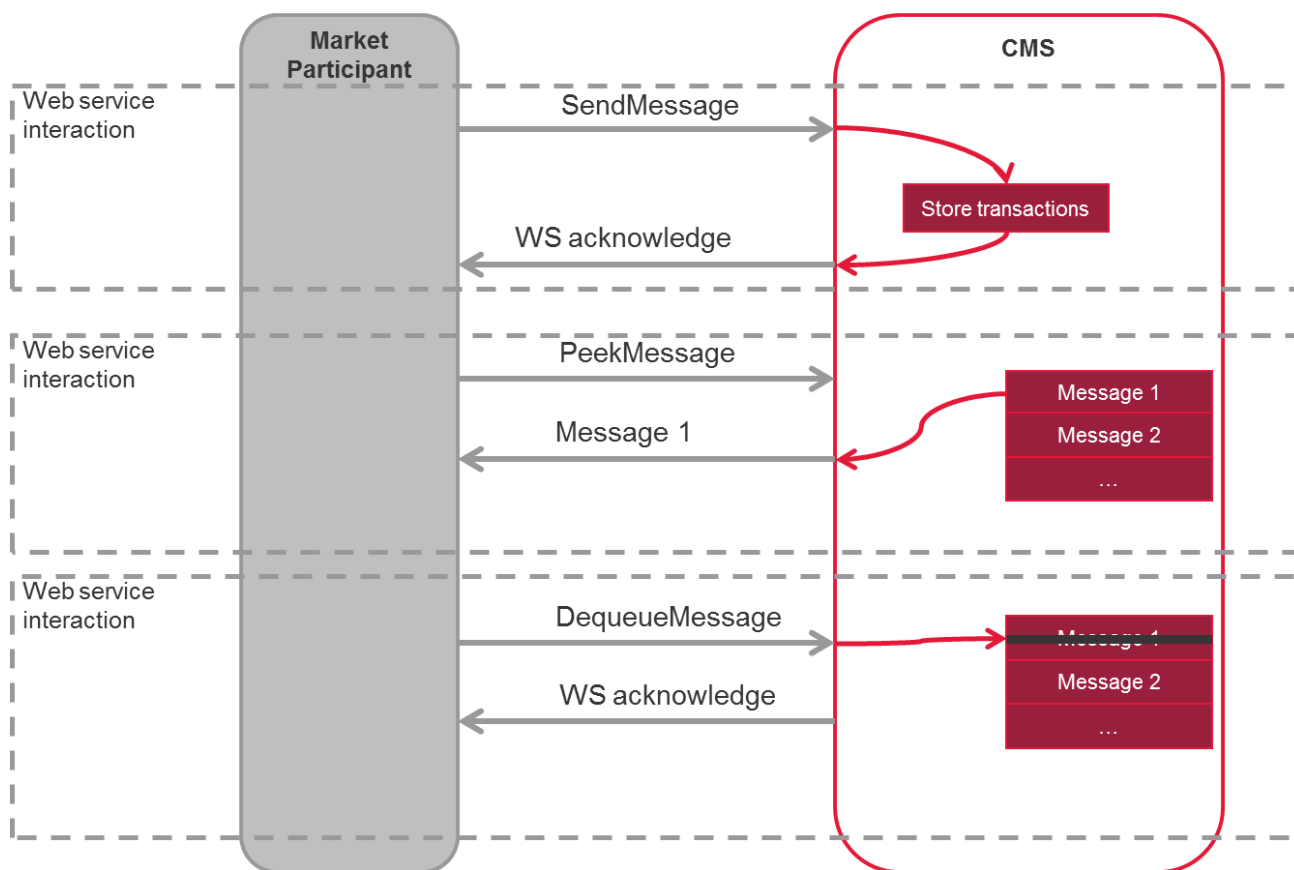 Market
Participant
CMS
Web service
interaction
SendMessage
Store transactions
WS acknowledge
Web service
interaction
PeekMessage
Message 1
Message 1
Message 2
...
Web service
interaction
DequeueMessage
Message 1
WS acknowledge
Message 2
...